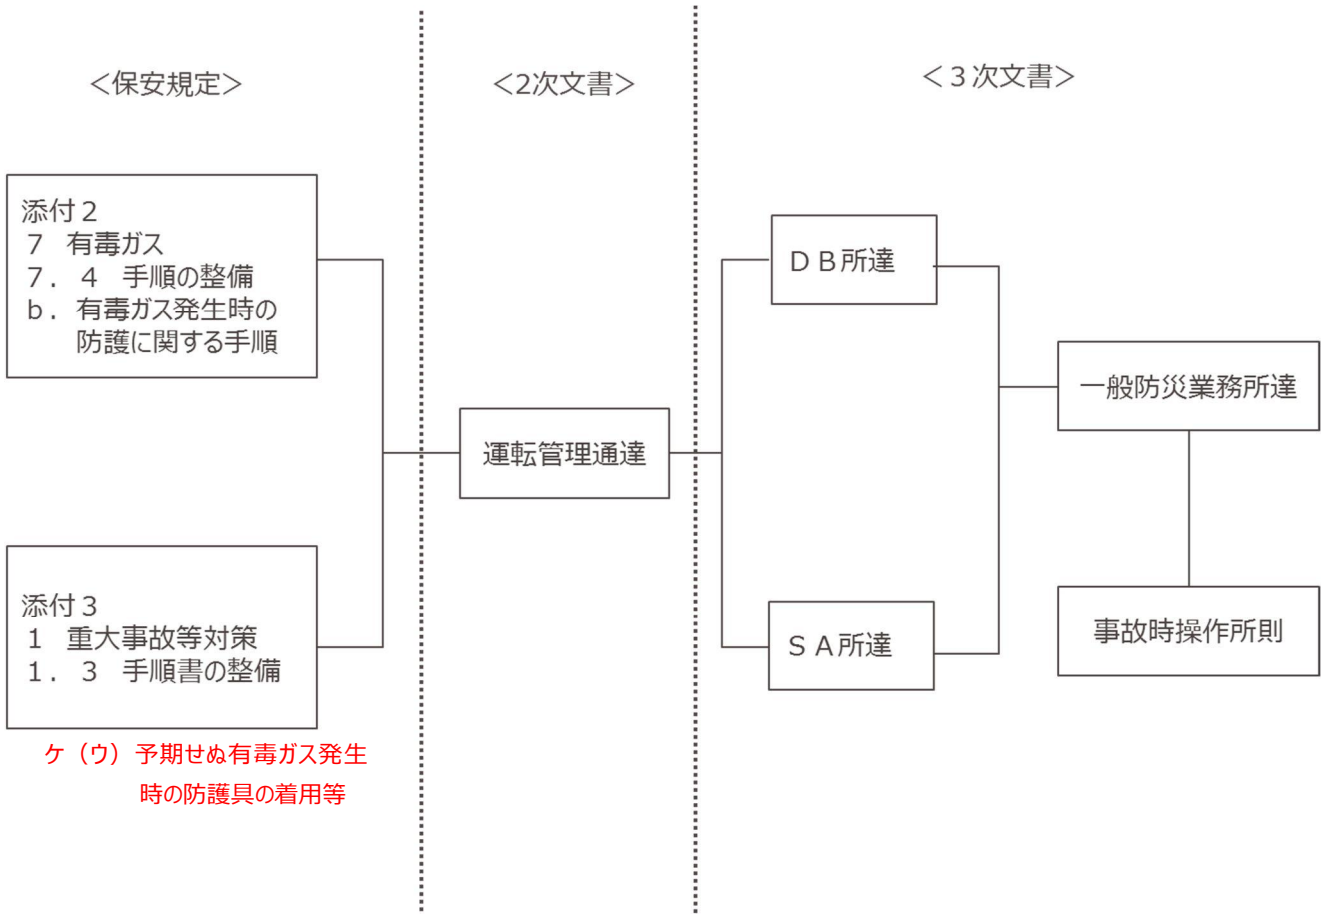 ＜保安規定＞
＜2次文書＞
＜３次文書＞
添付２
７　有毒ガス
７．４　手順の整備
ｂ．有毒ガス発生時の
防護に関する手順
添付３
１　重大事故等対策
１．３　手順書の整備
ケ（ウ）予期せぬ有毒ガス発生
時の防護具の着用等
運転管理通達
ＤＢ所達
ＳＡ所達
一般防災業務所達
事故時操作所則